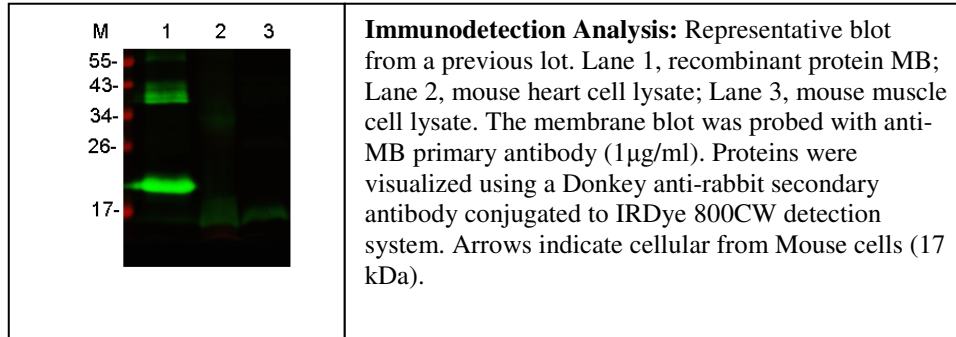 M 1 2 3
55-
43-
34-
26-
17-
Immunodetection Analysis: Representative blot
from a previous lot. Lane 1, recombinant protein MB;
Lane 2, mouse heart cell lysate; Lane 3, mouse muscle
cell lysate. The membrane blot was probed with anti-
MB primary antibody (1µg/ml). Proteins were
visualized using a Donkey anti-rabbit secondary
antibody conjugated to IRDye 800CW detection
system. Arrows indicate cellular from Mouse cells (17
kDa).